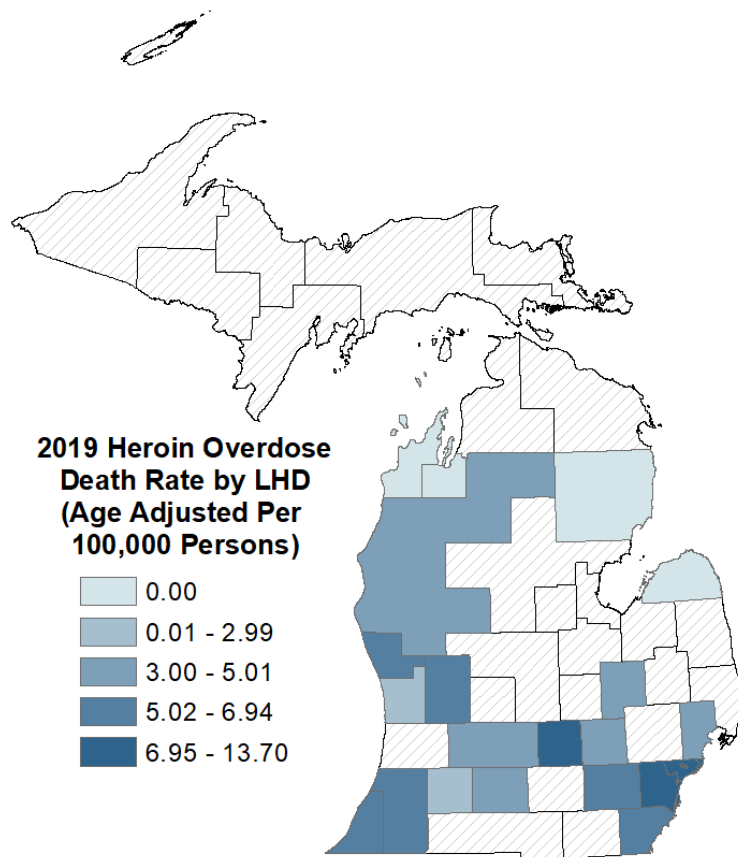 2019 Heroin Overdose
Death Rate by LHD
(Age Adjusted Per
100,000 Persons)
0.00
0.01 - 2.99
3.00 - 5.01
5.02 - 6.94
6.95 - 13.70